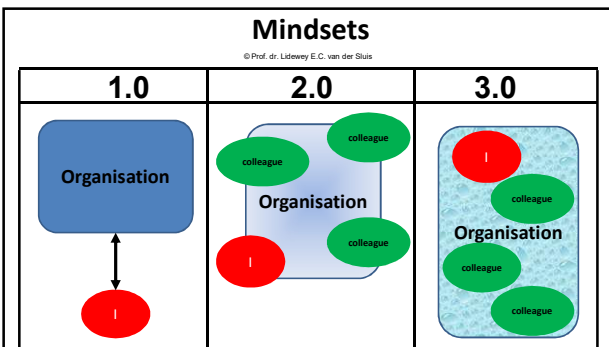 Mindsets
© Prof. dr. Lidewey E.C. van der Sluis
1.0
2.0
3.0
Organisation
I
colleague
colleague
Organisation
colleague
I
I
colleague
Organisation
colleague
colleague